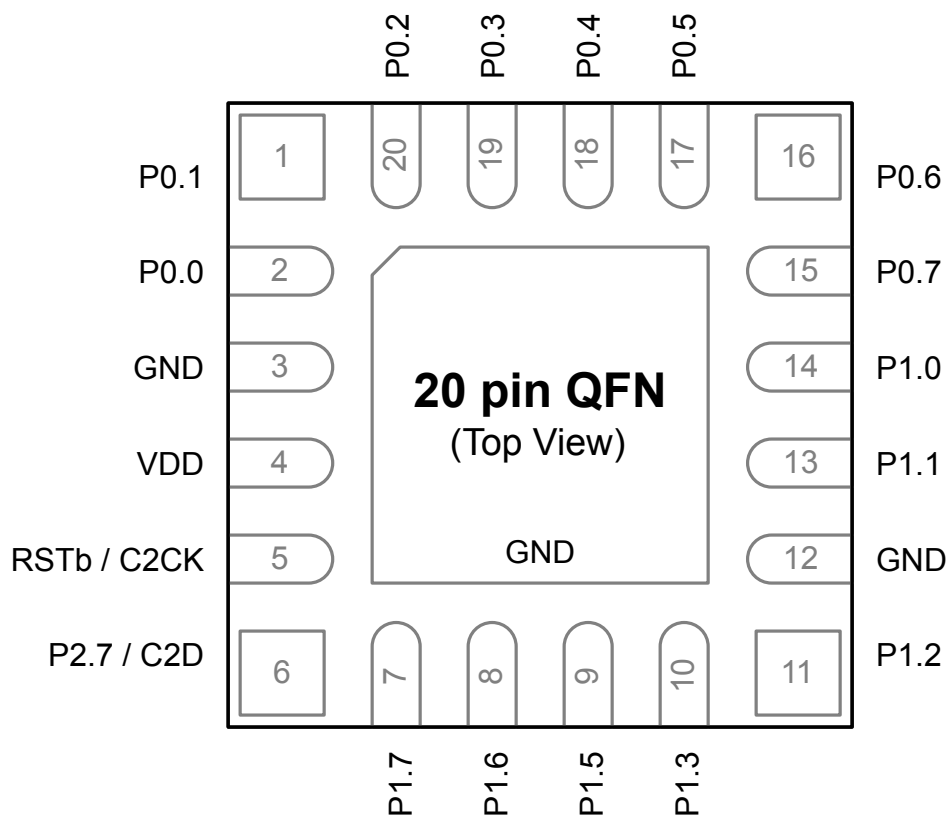 P0.2
P0.3
P0.4
P0.5
1
20
19
18
17
16
P0.1
P0.6
P0.0
2
15
P0.7
GND
3
14
P1.0
20 pin QFN
(Top View)
VDD
4
13
P1.1
RSTb / C2CK
5
GND
12
GND
P2.7 / C2D
6
7
8
9
10
11
P1.2
P1.7
P1.6
P1.5
P1.3